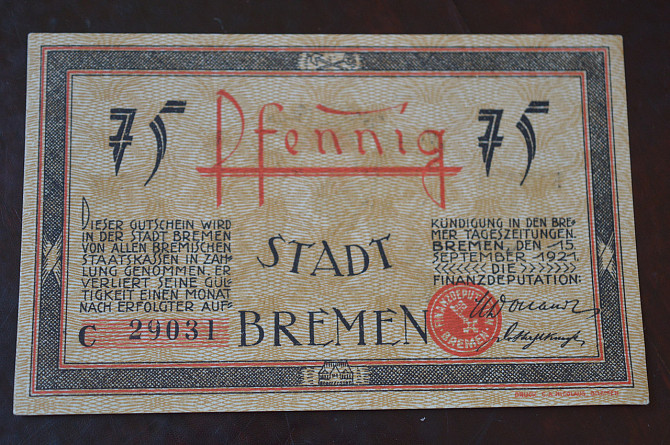 75 Pfennig 75
DIESER GUTSCHEIN WIRD
IN DER STADT BREMEN
VON ALLEN BREMISCHEN
STAATSKASSEN IN ZAH-
LUNG GENOMMEN. ER
VERLIERT SEINE GÜL-
TIGKEIT EINEN MONAT
NACH ERFOLGTER AUF-
C 29031
STADT
BREMEN
KÜNDIGUNG IN DEN BRE-
MER TAGESZEITUNGEN.
BREMEN, DEN 15.
SEPTEMBER 1921.
<<<<<< DIE >>>>>>
FINANZDEPUTATION:
FINANZDEPUTATION
BREMEN